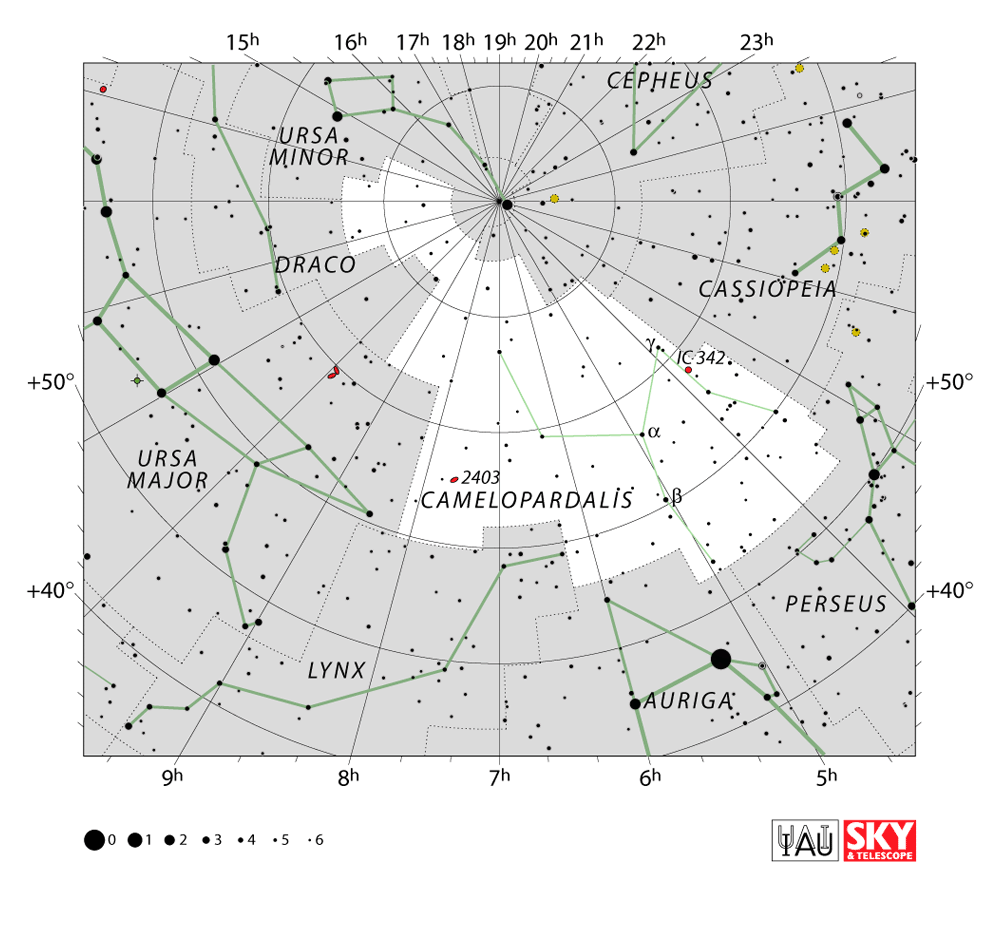 15h 16h 17h 18h 19h 20h 21h 22h 23h
CEPHEUS
URSA
MINOR
DRACO
CASSIOPEIA
γ
IC 342
+50° +50°
α
URSA
MAJOR
2403
CAMELOPARDALIS
β
+40° +40°
PERSEUS
LYNX
AURIGA
9h 8h 7h 6h 5h
0 1 2 3 4 5 6
IAU
SKY
& TELESCOPE